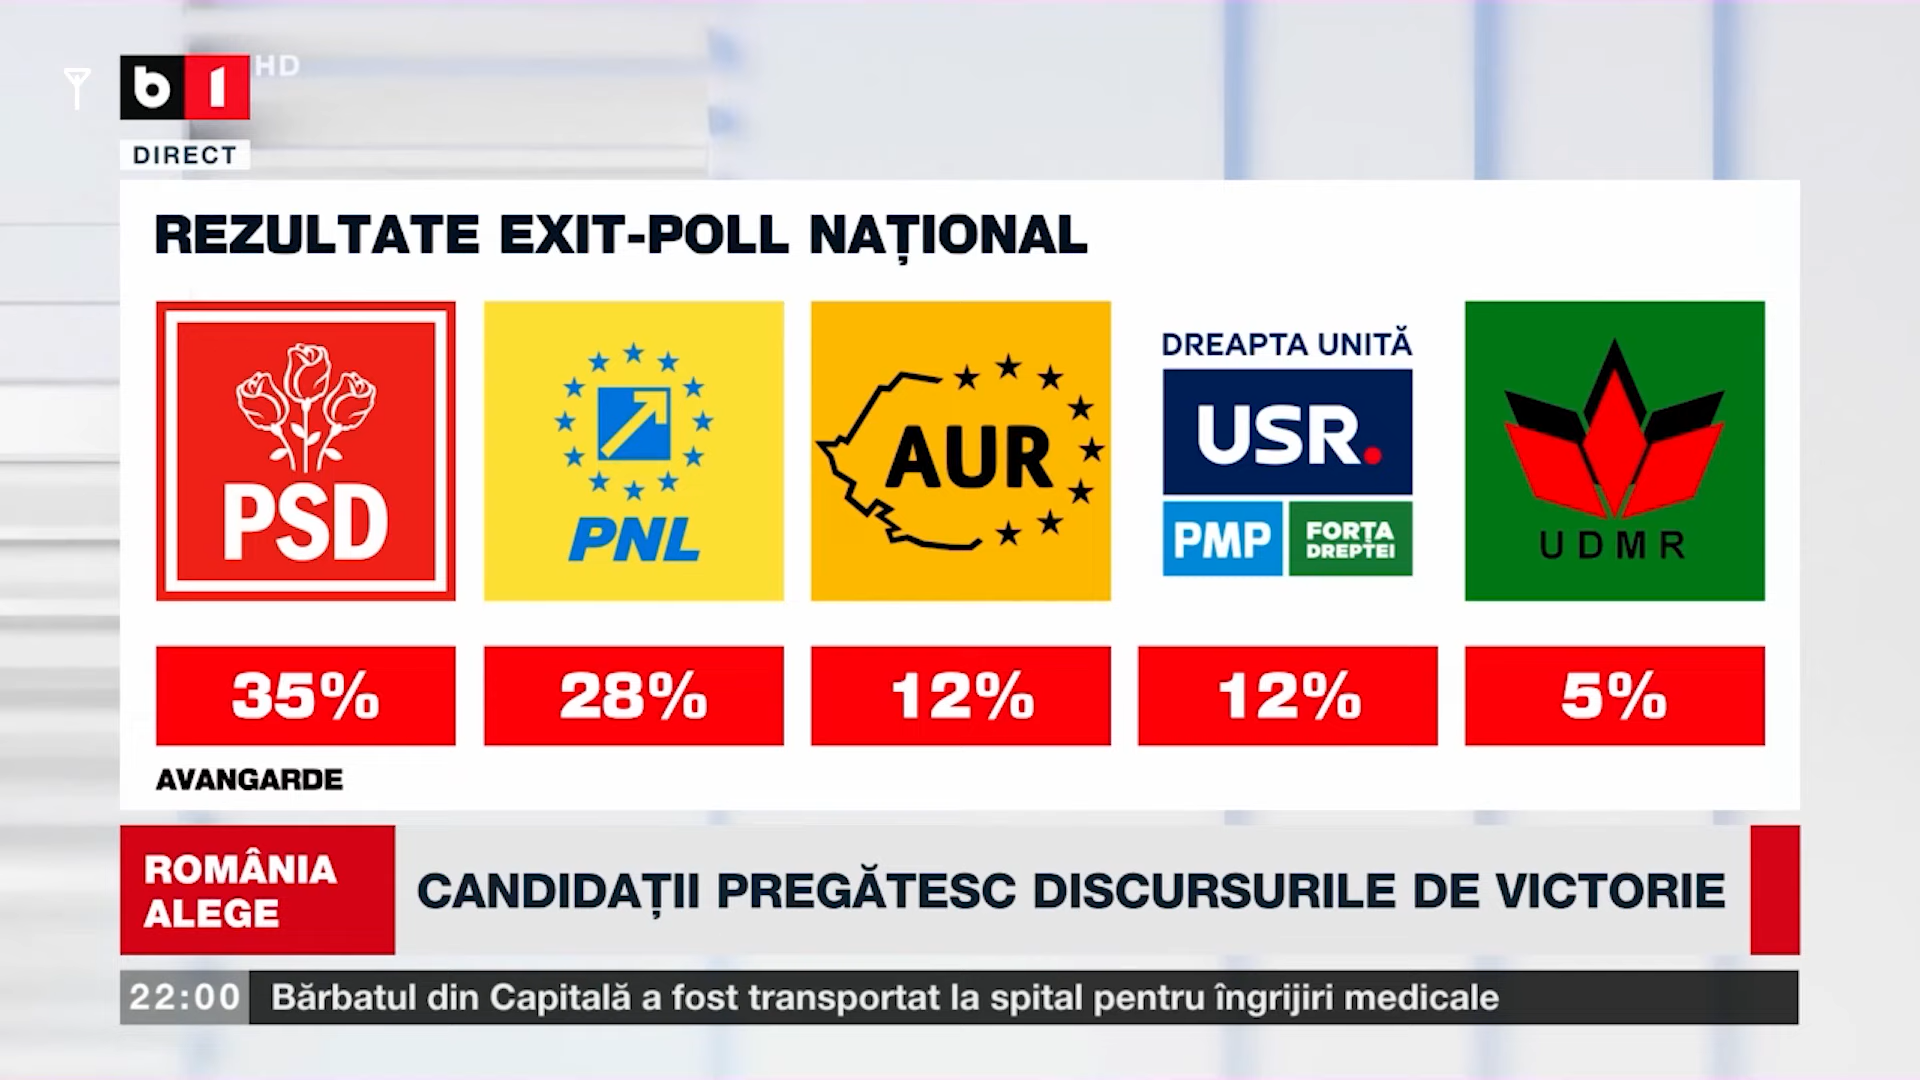 b1 HD
DIRECT
REZULTATE EXIT-POLL NAȚIONAL
PSD
PNL
AUR
DREAPTA UNITĂ
USR.
PMP
FORȚA
DREPTEI
UDMR
35% 28% 12% 12% 5%
AVANGARDE
ROMÂNIA
ALEGE
CANDIDAȚII PREGĂTESC DISCURSURILE DE VICTORIE
22:00 Bărbatul din Capitală a fost transportat la spital pentru îngrijiri medicale